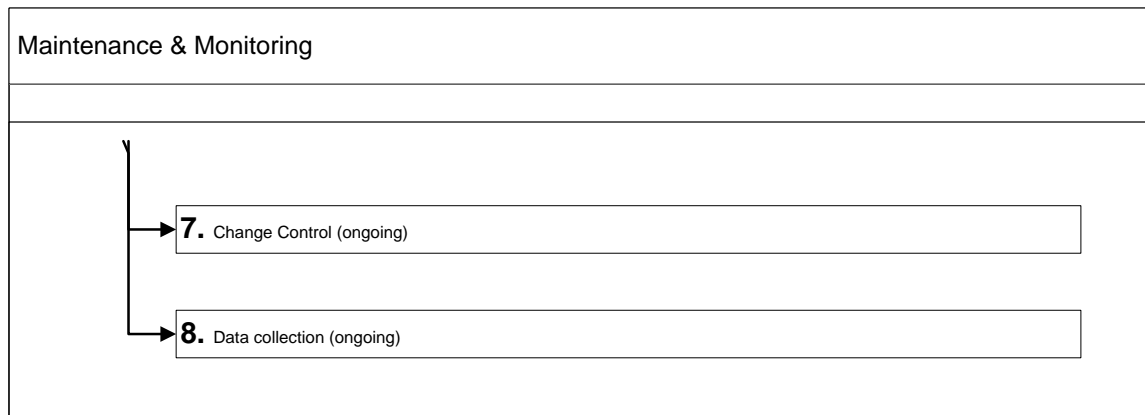 Maintenance & Monitoring
7. Change Control (ongoing)
8. Data collection (ongoing)